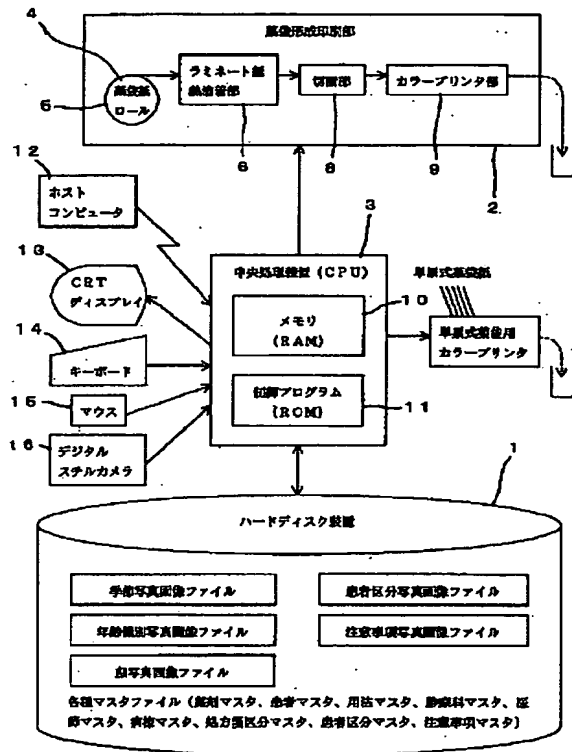 薬袋形成印刷部
4
5
薬袋紙
ロール
ラミネート部
熱溶着部
切断部
カラープリンタ部
6
8
9
2
12
ホスト
コンピュータ
3
13
CRT
ディスプレイ
中央処理装置(CPU)
メモリ
(RAM)
10
単票式薬袋紙
単票式薬袋用
カラープリンタ
14
キーボード
15
マウス
制御プログラム
(ROM)
11
16
デジタル
スチルカメラ
1
ハードディスク装置
季節写真画像ファイル
患者区分写真画像ファイル
年齢層別写真画像ファイル
注意事項写真画像ファイル
顔写真画像ファイル
各種マスタファイル(薬剤マスタ、患者マスタ、用法マスタ、診療科マスタ、医
師マスタ、病棟マスタ、処方箋区分マスタ、患者区分マスタ、注意事項マスタ)